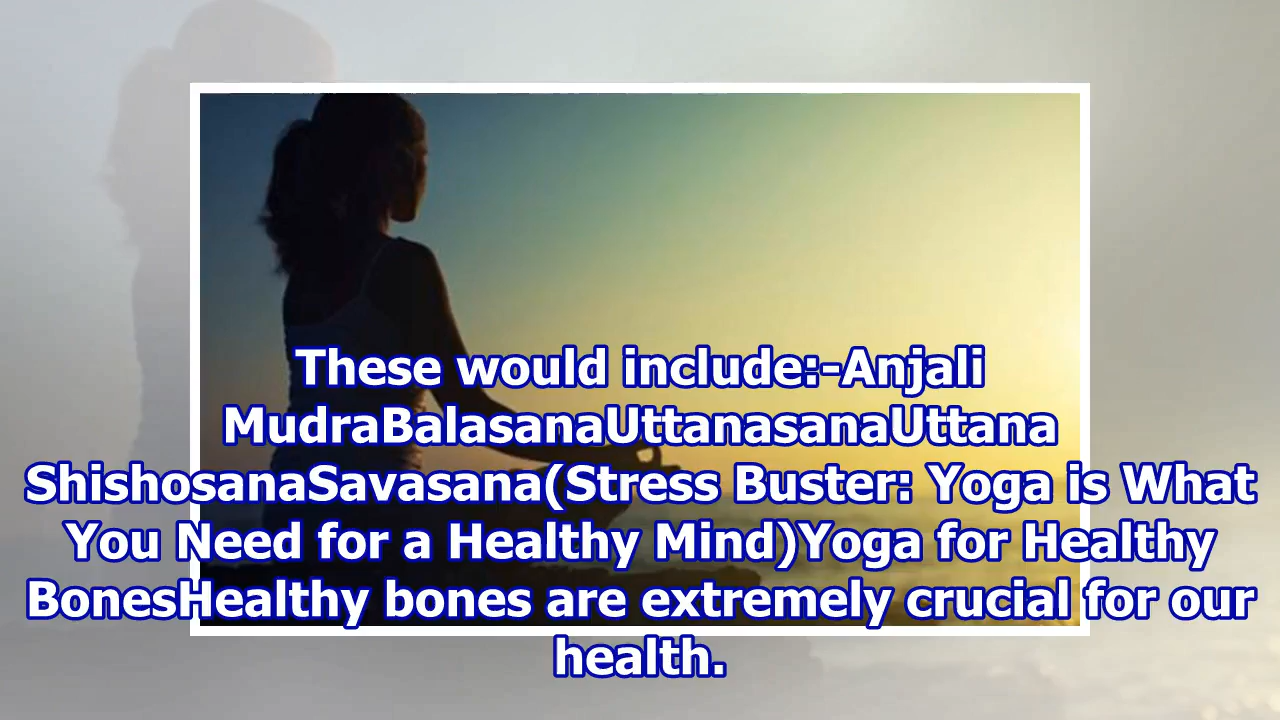 These would include:-Anjali
MudraBalasanaUttanasanaUttana
ShishosanaSavasana(Stress Buster: Yoga is What
You Need for a Healthy Mind)Yoga for Healthy
BonesHealthy bones are extremely crucial for our
health.